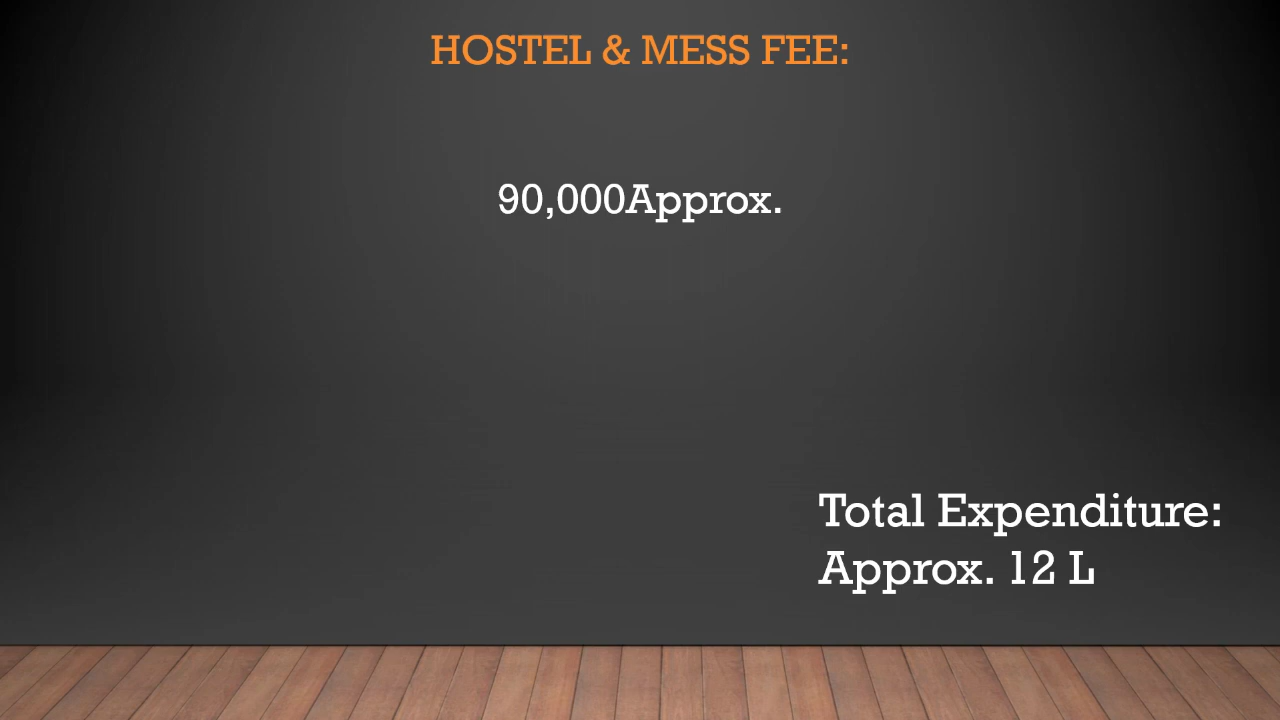 HOSTEL & MESS FEE:
90,000Approx.
Total Expenditure:
Approx. 12 L